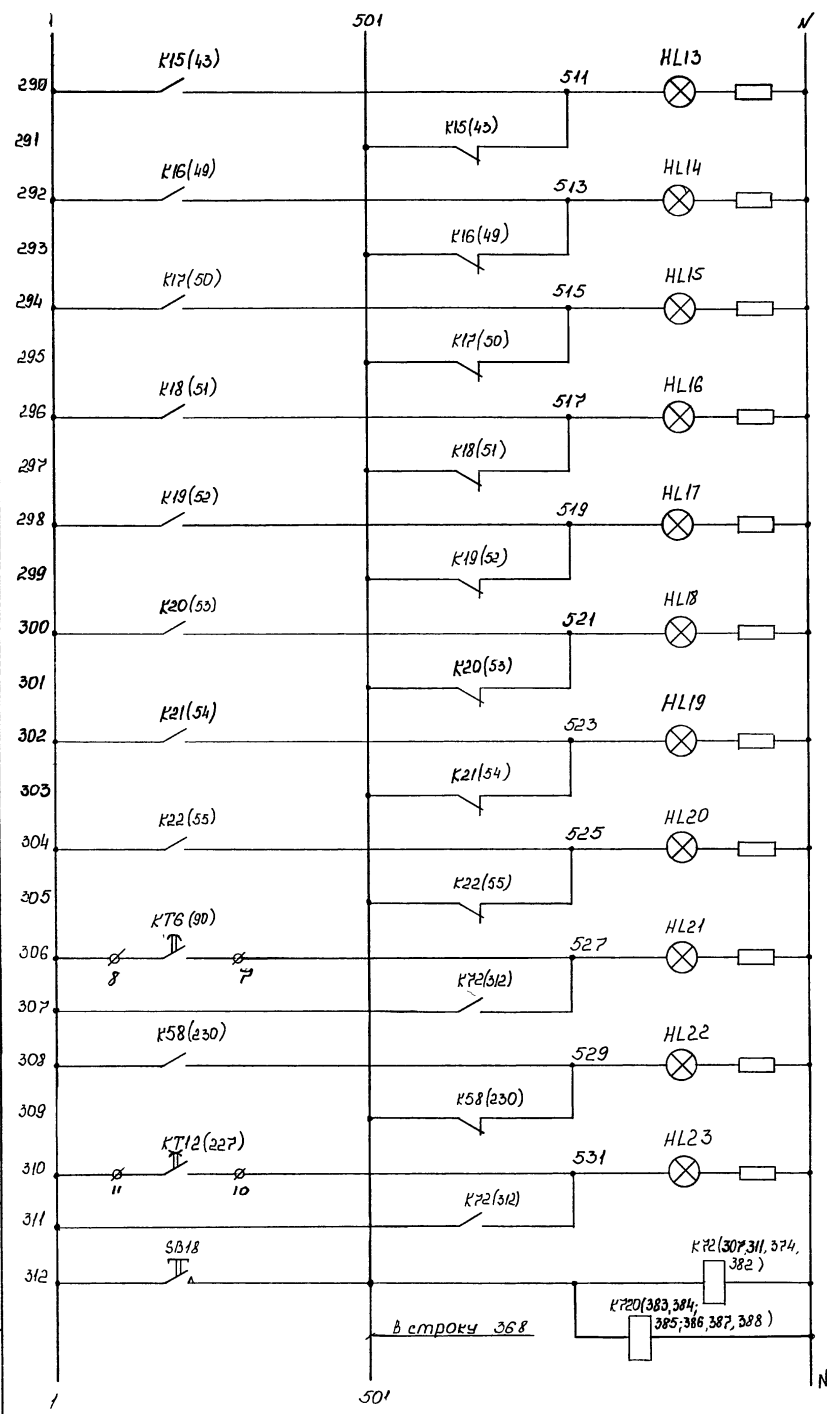 1 501 N
K15(43) HL13
290 511
291 K15(43)
K16(49) HL14
292 513
293 K16(49)
K17(50) HL15
294 515
295 K17(50)
K18(51) HL16
296 517
297 K18(51)
K19(52) HL17
298 519
299 K19(52)
K20(53) HL18
300 521
301 K20(53)
K21(54) HL19
302 523
303 K21(54)
K22(55) HL20
304 525
305 K22(55)
KT6(90) HL21
306 527
8 7
307 K72(312)
K58(230) HL22
308 529
309 K58(230)
KT12(227) HL23
310 531
11 10
311 K72(312)
SB18 K72(307,311,374,
312 382)
K720(383,384;
385;386,387,388)
В строку 368
1 501 N